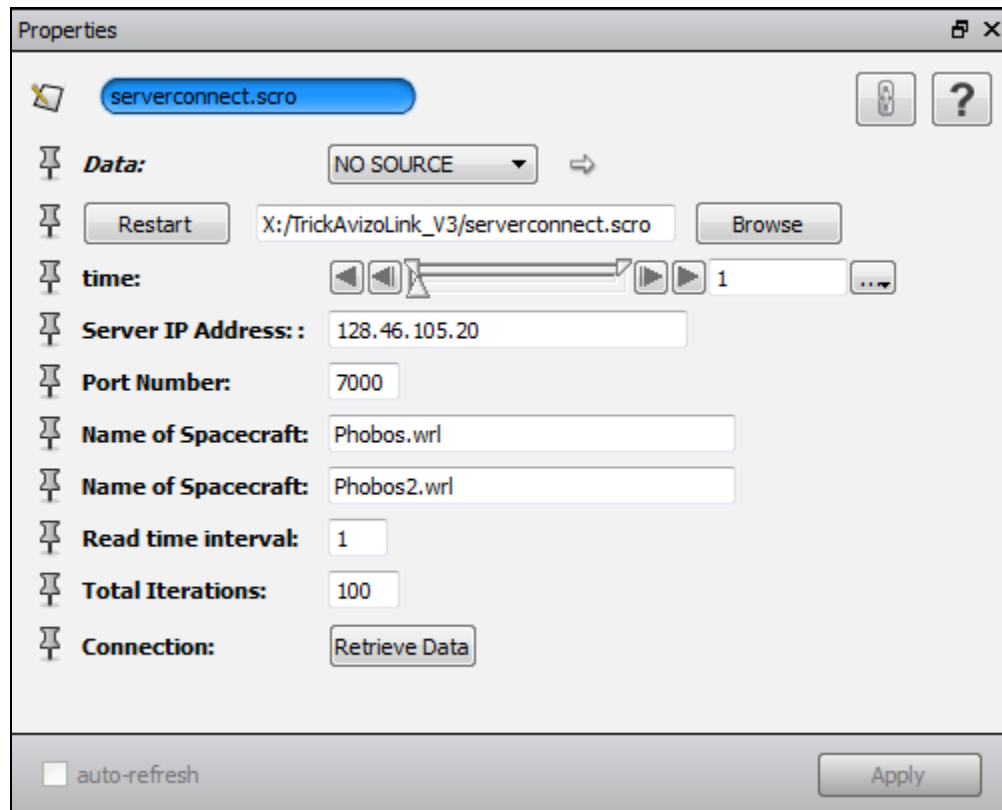 Properties
serverconnect.scro
?
Data: NO SOURCE
Restart X:/TrickAvizoLink_V3/serverconnect.scro Browse
time: 1 ...
Server IP Address: : 128.46.105.20
Port Number: 7000
Name of Spacecraft: Phobos.wrl
Name of Spacecraft: Phobos2.wrl
Read time interval: 1
Total Iterations: 100
Connection: Retrieve Data
auto-refresh Apply